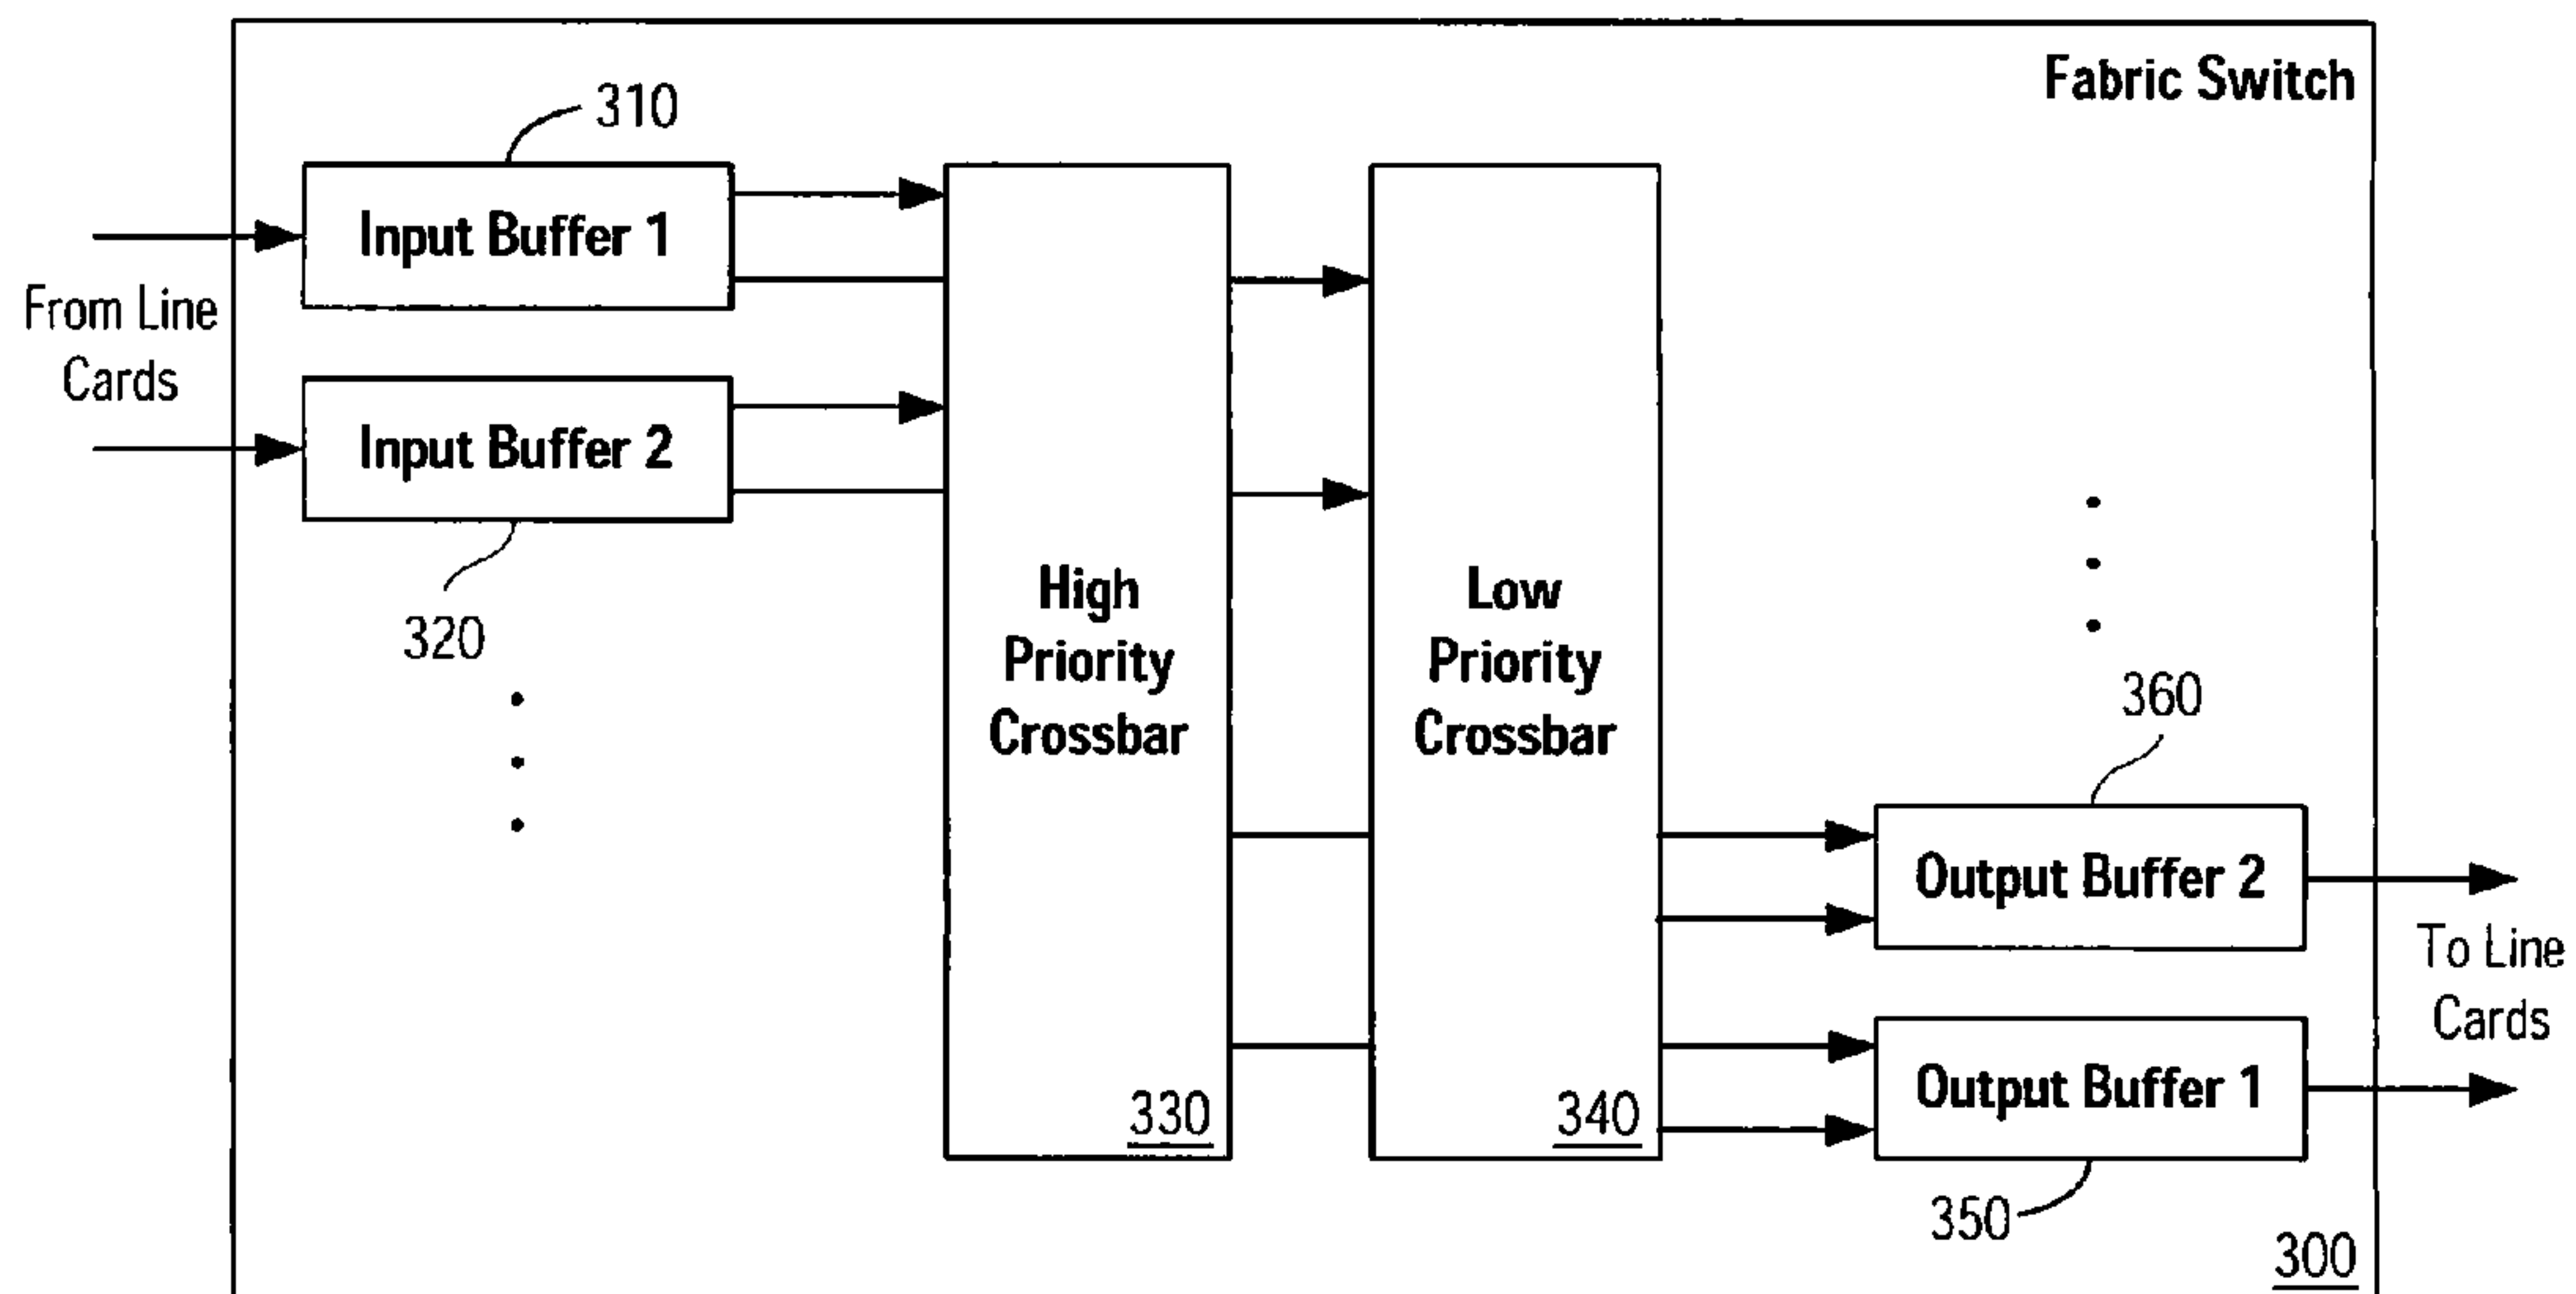 Fabric Switch
310
Input Buffer 1
From Line
Cards
Input Buffer 2
320
High
Priority
Crossbar
330
Low
Priority
Crossbar
340
360
Output Buffer 2
To Line
Cards
Output Buffer 1
350
300